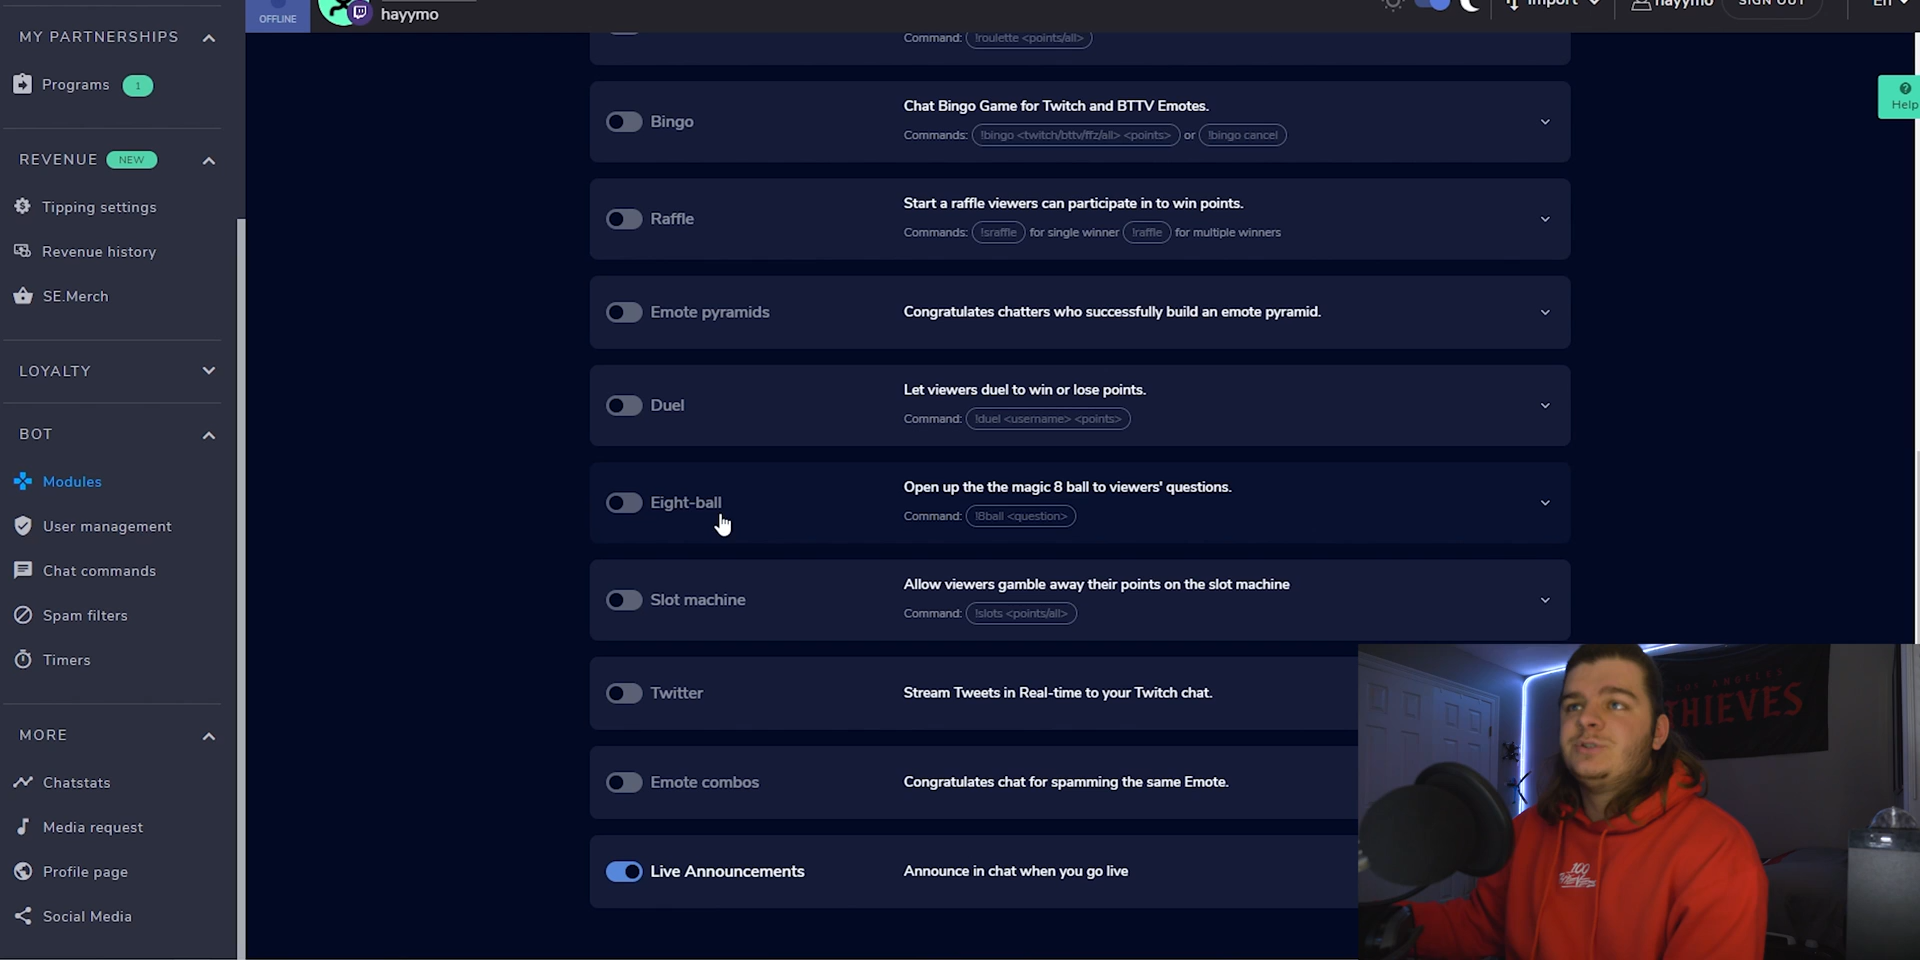 OFFLINE
hayymo
Import
hayymo
SIGN OUT
En
MY PARTNERSHIPS
Programs 1
REVENUE NEW
Tipping settings
Revenue history
SE.Merch
LOYALTY
BOT
Modules
User management
Chat commands
Spam filters
Timers
MORE
Chatstats
Media request
Profile page
Social Media
Command: !roulette <points/all>
Bingo
Chat Bingo Game for Twitch and BTTV Emotes.
Commands: !bingo <twitch/bttv/ffz/all> <points> or !bingo cancel
Raffle
Start a raffle viewers can participate in to win points.
Commands: !sraffle for single winner !raffle for multiple winners
Emote pyramids
Congratulates chatters who successfully build an emote pyramid.
Duel
Let viewers duel to win or lose points.
Command: !duel <username> <points>
Eight-ball
Open up the the magic 8 ball to viewers' questions.
Command: !8ball <question>
Slot machine
Allow viewers gamble away their points on the slot machine
Command: !slots <points/all>
Twitter
Stream Tweets in Real-time to your Twitch chat.
Emote combos
Congratulates chat for spamming the same Emote.
Live Announcements
Announce in chat when you go live
Help
LOS ANGELES
THIEVES
100